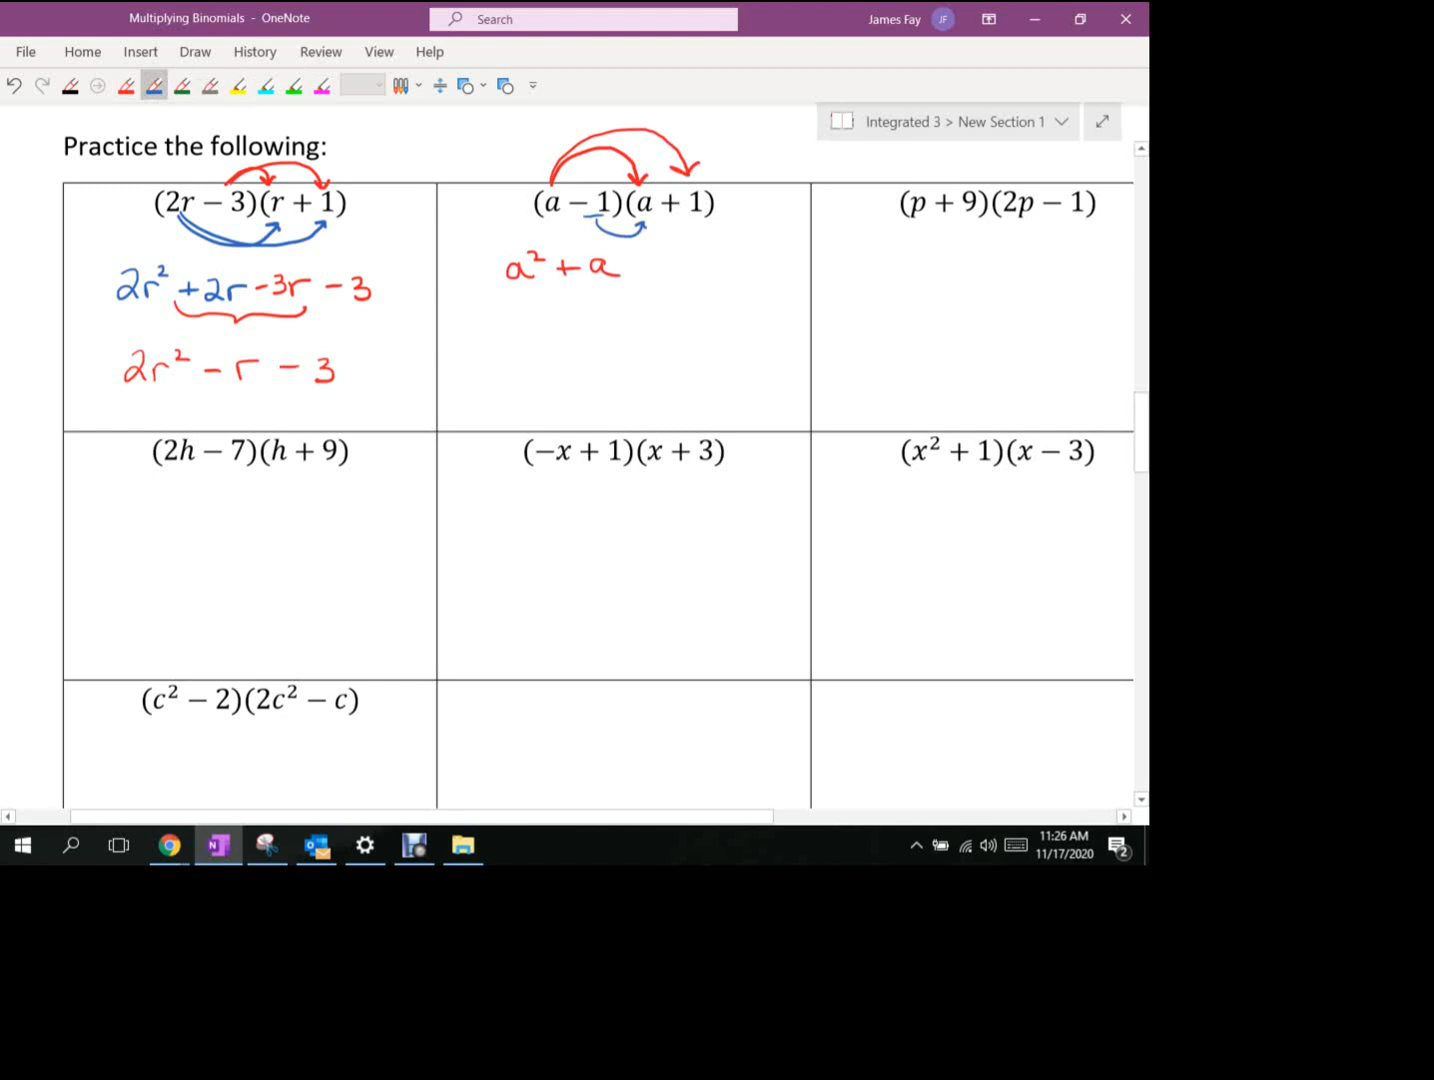 Multiplying Binomials - OneNote
Search
James Fay JF
File Home Insert Draw History Review View Help
Integrated 3 > New Section 1
Practice the following:
(2r − 3)(r + 1) (a − 1)(a + 1) (p + 9)(2p − 1)
2r² + 2r - 3r - 3 a² + a
2r² - r - 3
(2h − 7)(h + 9) (−x + 1)(x + 3) (x² + 1)(x − 3)
(c² − 2)(2c² − c)
11:26 AM
11/17/2020
2